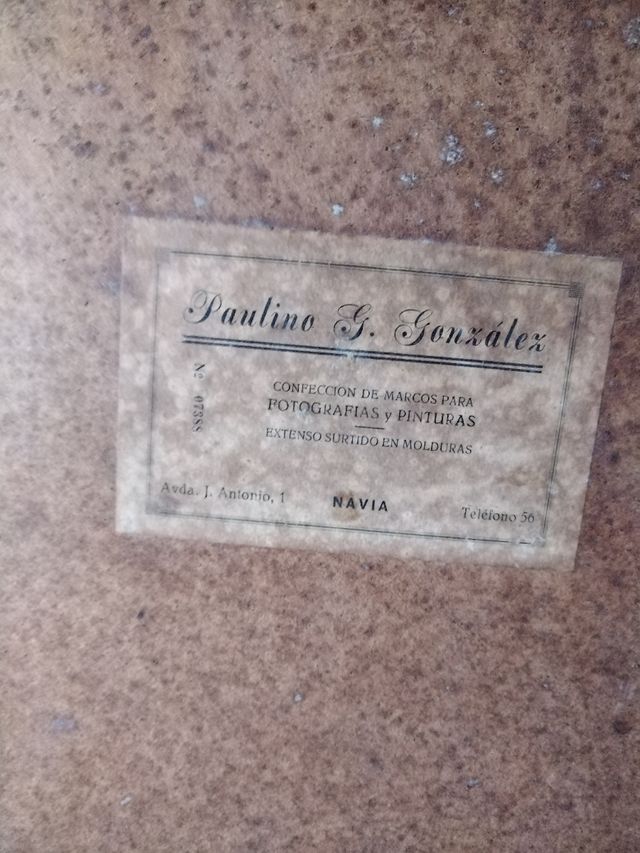 Paulino G. González
Nº 07388
CONFECCION DE MARCOS PARA
FOTOGRAFIAS y PINTURAS
EXTENSO SURTIDO EN MOLDURAS
Avda. J. Antonio, 1 NAVIA Teléfono 56